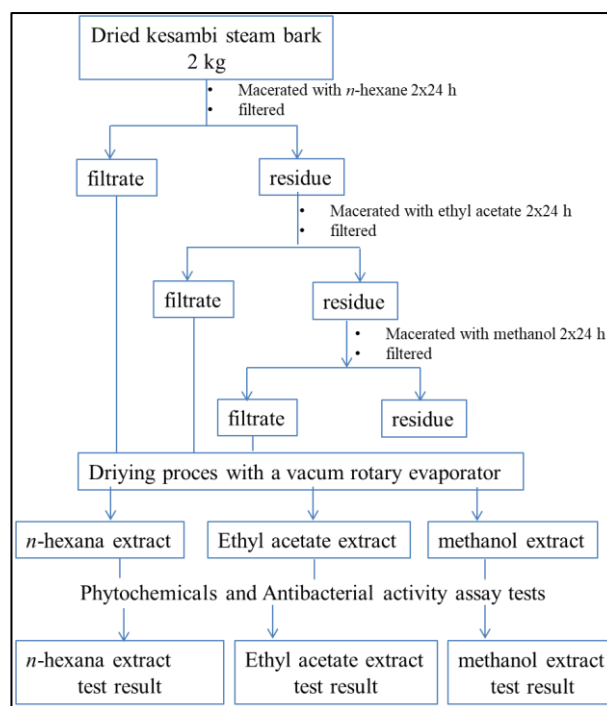 Dried kesambi steam bark
2 kg
• Macerated with n-hexane 2x24 h
• filtered
filtrate
residue
• Macerated with ethyl acetate 2x24 h
• filtered
filtrate
residue
• Macerated with methanol 2x24 h
• filtered
filtrate
residue
Driying proces with a vacum rotary evaporator
n-hexana extract
Ethyl acetate extract
methanol extract
Phytochemicals and Antibacterial activity assay tests
n-hexana extract
test result
Ethyl acetate extract
test result
methanol extract
test result